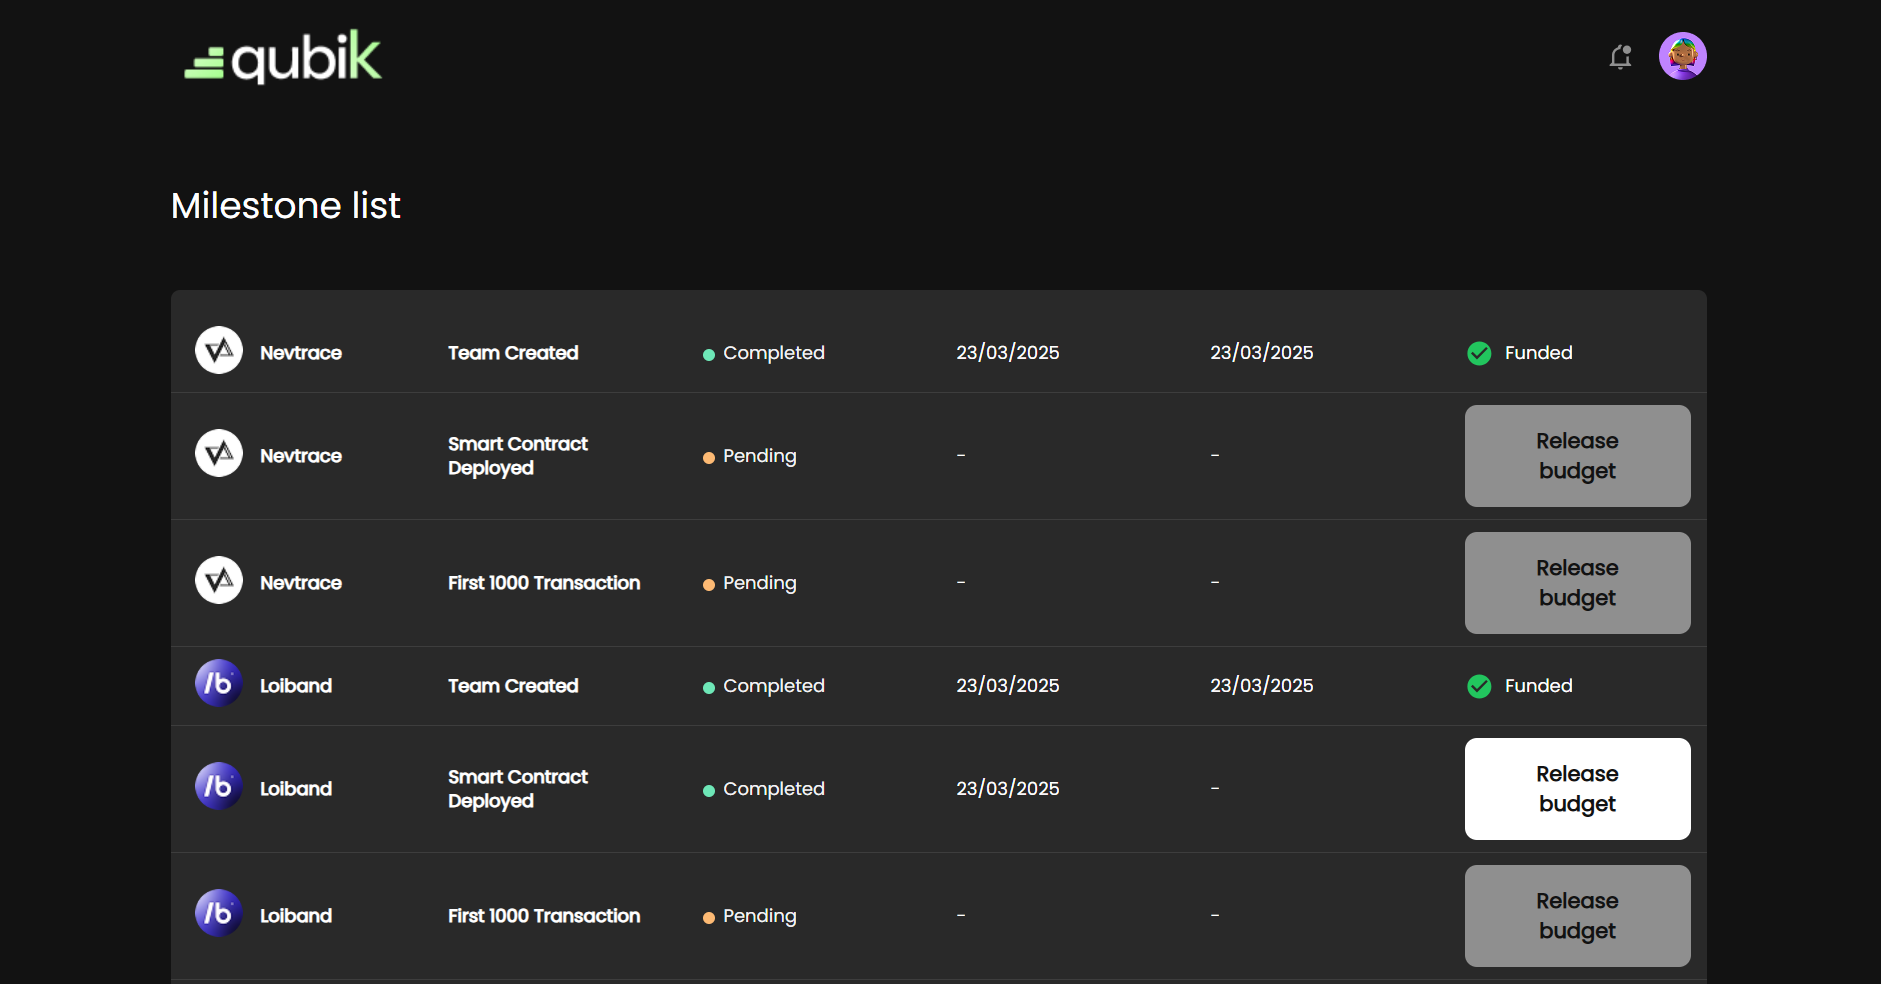 qubik
Milestone list
Nevtrace Team Created Completed 23/03/2025 23/03/2025 Funded
Nevtrace Smart Contract Deployed Pending - - Release budget
Nevtrace First 1000 Transaction Pending - - Release budget
/b Loiband Team Created Completed 23/03/2025 23/03/2025 Funded
/b Loiband Smart Contract Deployed Completed 23/03/2025 - Release budget
/b Loiband First 1000 Transaction Pending - - Release budget